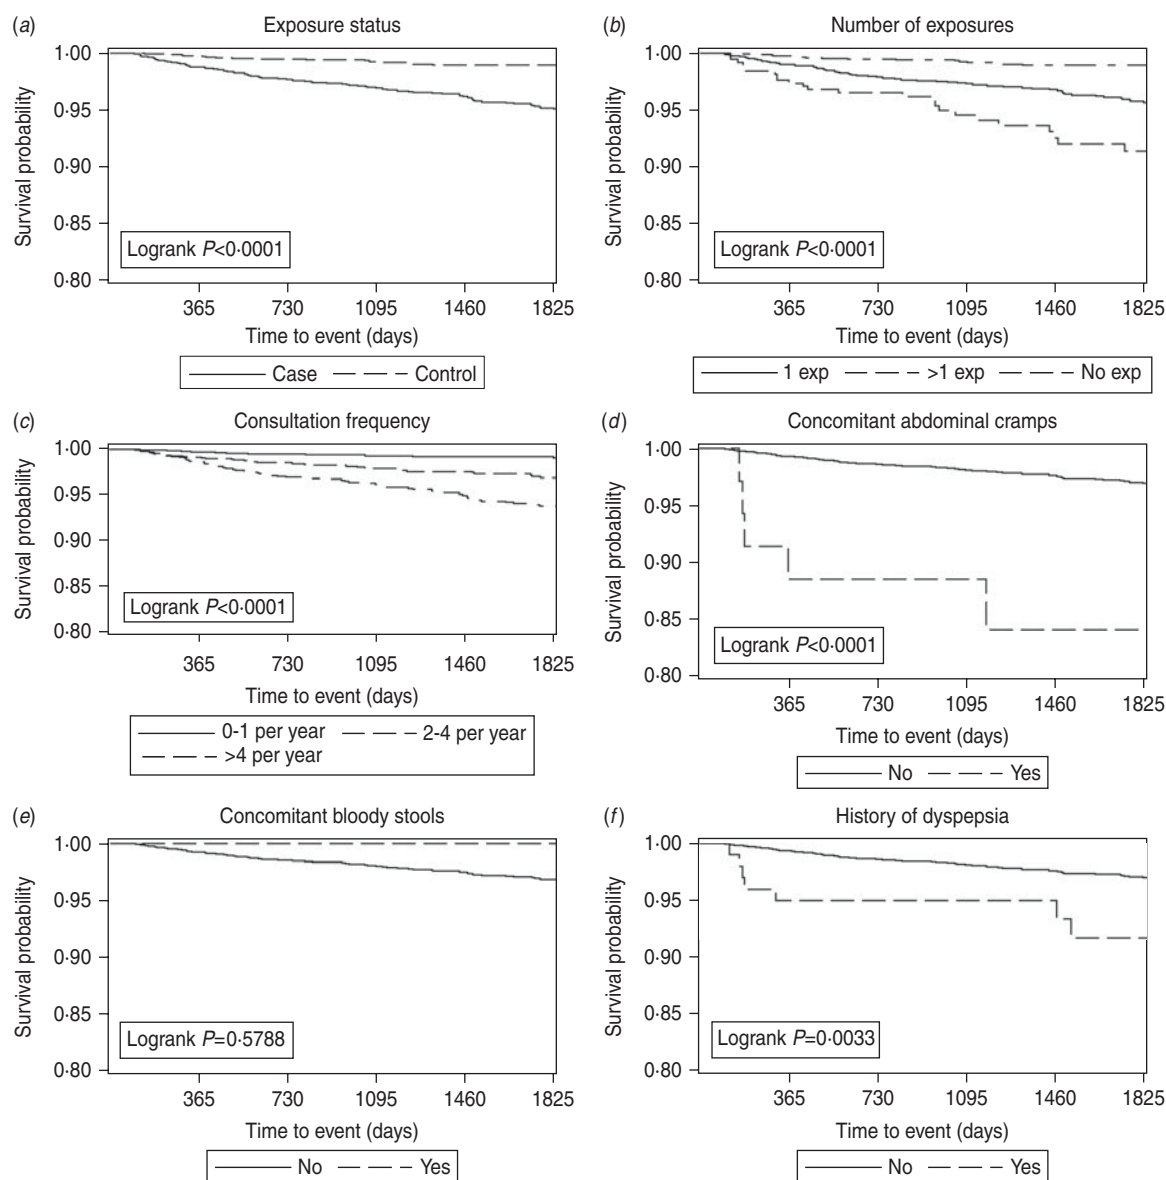 (a) Exposure status
1·00
0·95
0·90
0·85
0·80
Survival probability
Logrank P<0·0001
365 730 1095 1460 1825
Time to event (days)
Case Control
(b) Number of exposures
1·00
0·95
0·90
0·85
0·80
Survival probability
Logrank P<0·0001
365 730 1095 1460 1825
Time to event (days)
1 exp >1 exp No exp
(c) Consultation frequency
1·00
0·95
0·90
0·85
0·80
Survival probability
Logrank P<0·0001
365 730 1095 1460 1825
Time to event (days)
0-1 per year 2-4 per year
>4 per year
(d) Concomitant abdominal cramps
1·00
0·95
0·90
0·85
0·80
Survival probability
Logrank P<0·0001
365 730 1095 1460 1825
Time to event (days)
No Yes
(e) Concomitant bloody stools
1·00
0·95
0·90
0·85
0·80
Survival probability
Logrank P=0·5788
365 730 1095 1460 1825
Time to event (days)
No Yes
(f) History of dyspepsia
1·00
0·95
0·90
0·85
0·80
Survival probability
Logrank P=0·0033
365 730 1095 1460 1825
Time to event (days)
No Yes